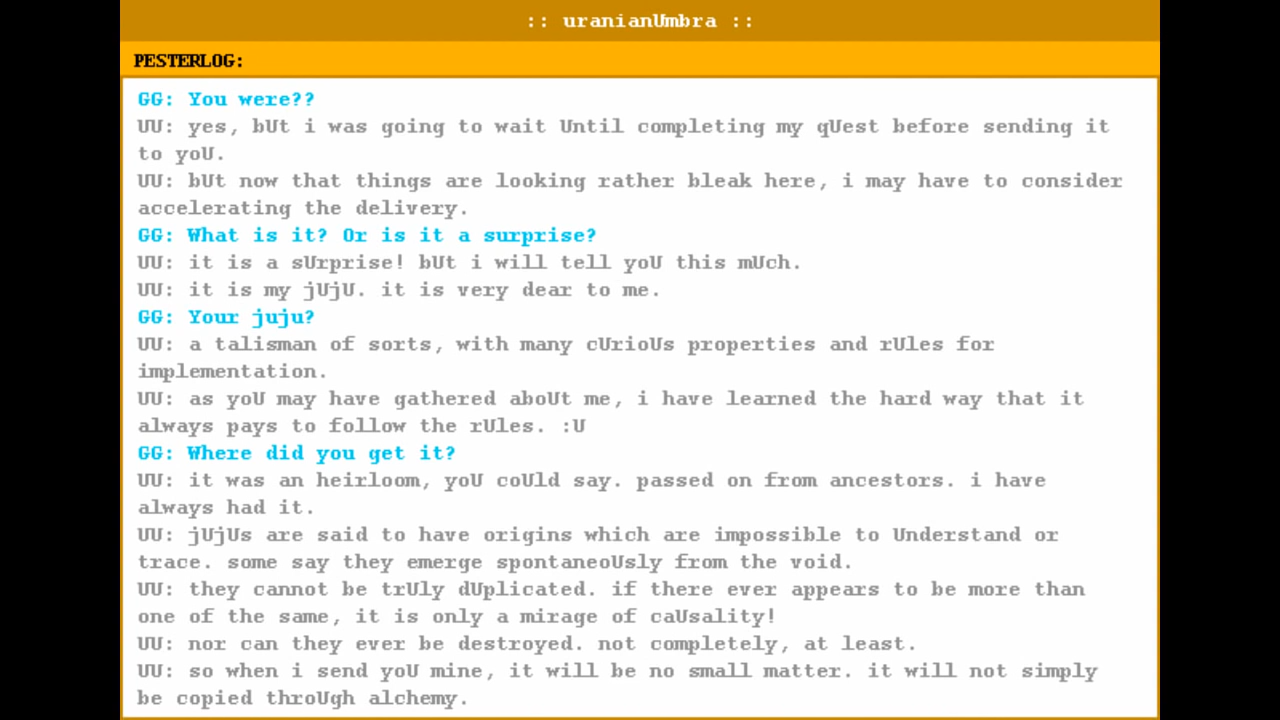 :: uranianUmbra ::
PESTERLOG:
GG: You were??
UU: yes, bUt i was going to wait Until completing my qUest before sending it
to yoU.
UU: bUt now that things are looking rather bleak here, i may have to consider
accelerating the delivery.
GG: What is it? Or is it a surprise?
UU: it is a sUrprise! bUt i will tell yoU this mUch.
UU: it is my jUjU. it is very dear to me.
GG: Your juju?
UU: a talisman of sorts, with many cUrioUs properties and rUles for
implementation.
UU: as yoU may have gathered aboUt me, i have learned the hard way that it
always pays to follow the rUles. :U
GG: Where did you get it?
UU: it was an heirloom, yoU coUld say. passed on from ancestors. i have
always had it.
UU: jUjUs are said to have origins which are impossible to Understand or
trace. some say they emerge spontaneoUsly from the void.
UU: they cannot be trUly dUplicated. if there ever appears to be more than
one of the same, it is only a mirage of caUsality!
UU: nor can they ever be destroyed. not completely, at least.
UU: so when i send yoU mine, it will be no small matter. it will not simply
be copied throUgh alchemy.